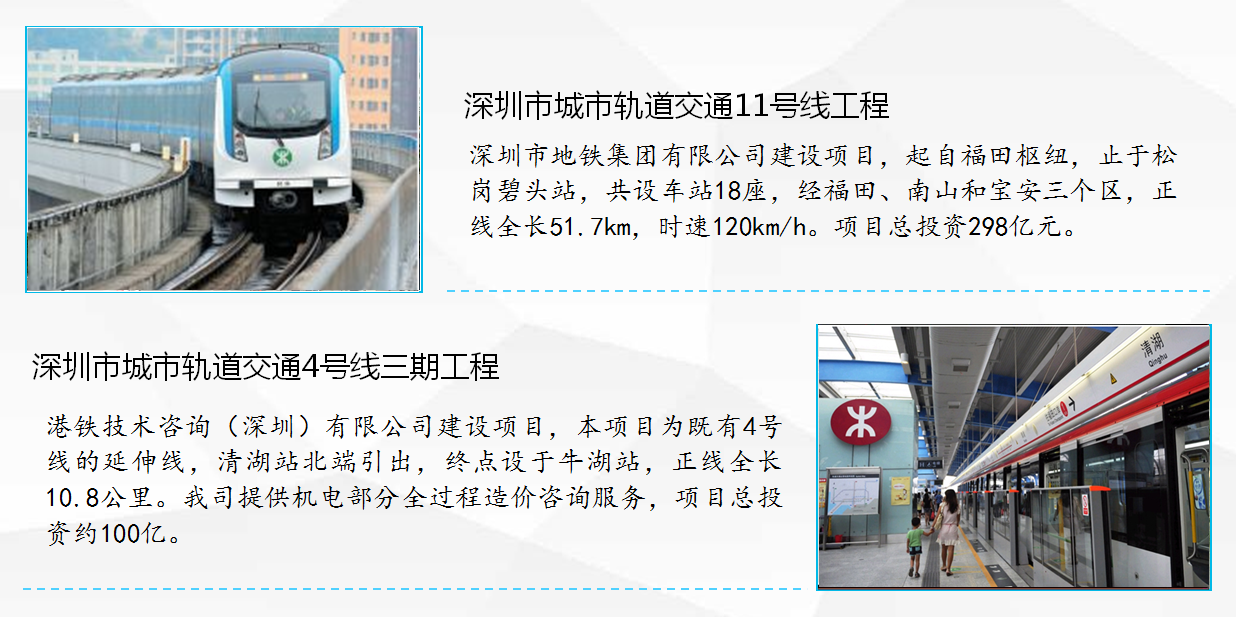 深圳市城市轨道交通11号线工程
深圳市地铁集团有限公司建设项目，起自福田枢纽，止于松
岗碧头站，共设车站18座，经福田、南山和宝安三个区，正
线全长51.7km，时速120km/h。项目总投资298亿元。
深圳市城市轨道交通4号线三期工程
港铁技术咨询（深圳）有限公司建设项目，本项目为既有4号
线的延伸线，清湖站北端引出，终点设于牛湖站，正线全长
10.8公里。我司提供机电部分全过程造价咨询服务，项目总投
资约100亿。
清湖
Qinghu